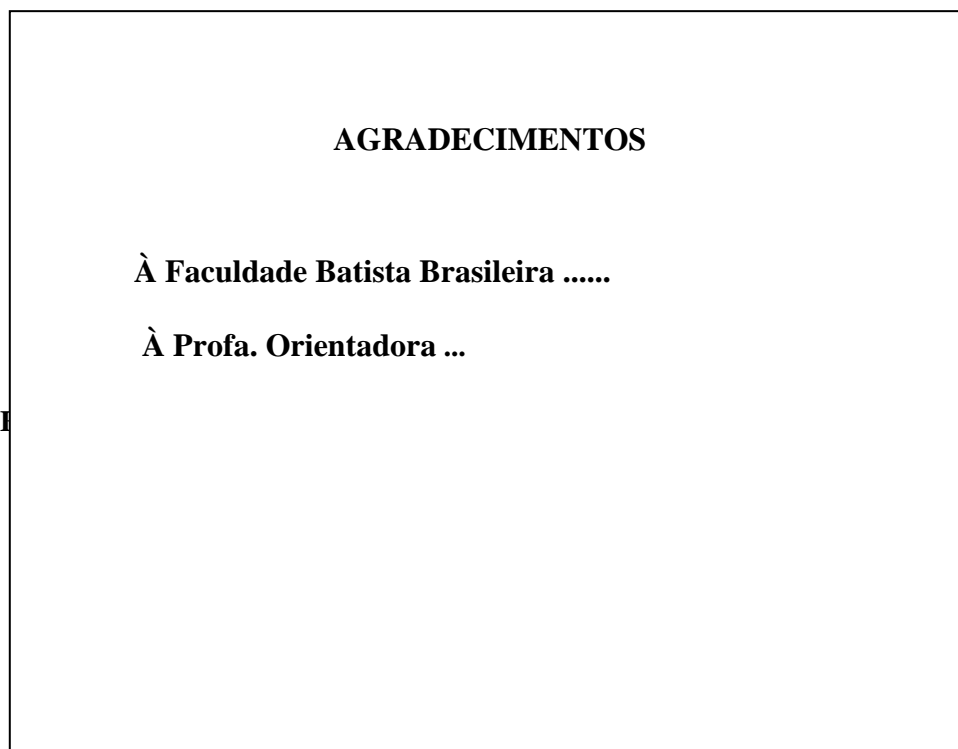 AGRADECIMENTOS
À Faculdade Batista Brasileira ......
À Profa. Orientadora ...